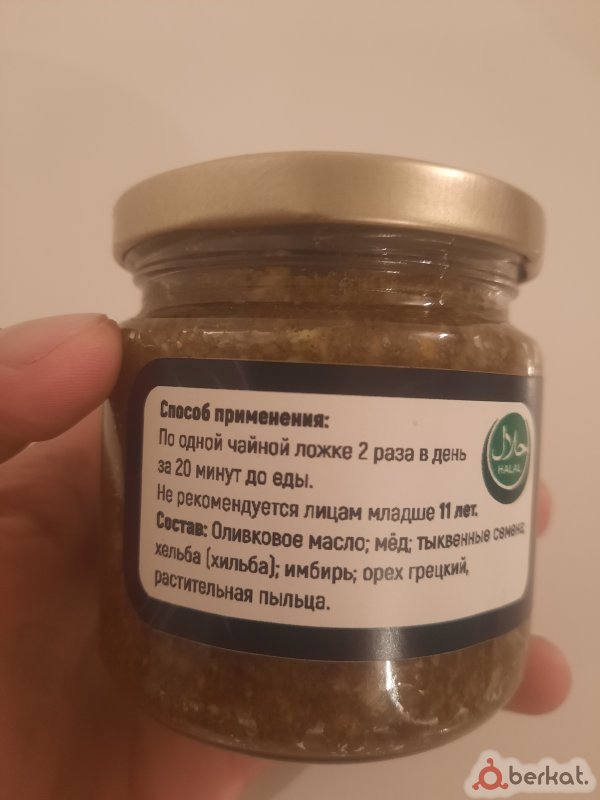 Способ применения:
По одной чайной ложке 2 раза в день
за 20 минут до еды.
Не рекомендуется лицам младше 11 лет.
Состав: Оливковое масло; мёд; тыквенные семена;
хельба (хильба); имбирь; орех грецкий,
растительная пыльца.
حلال
HALAL
berkat.